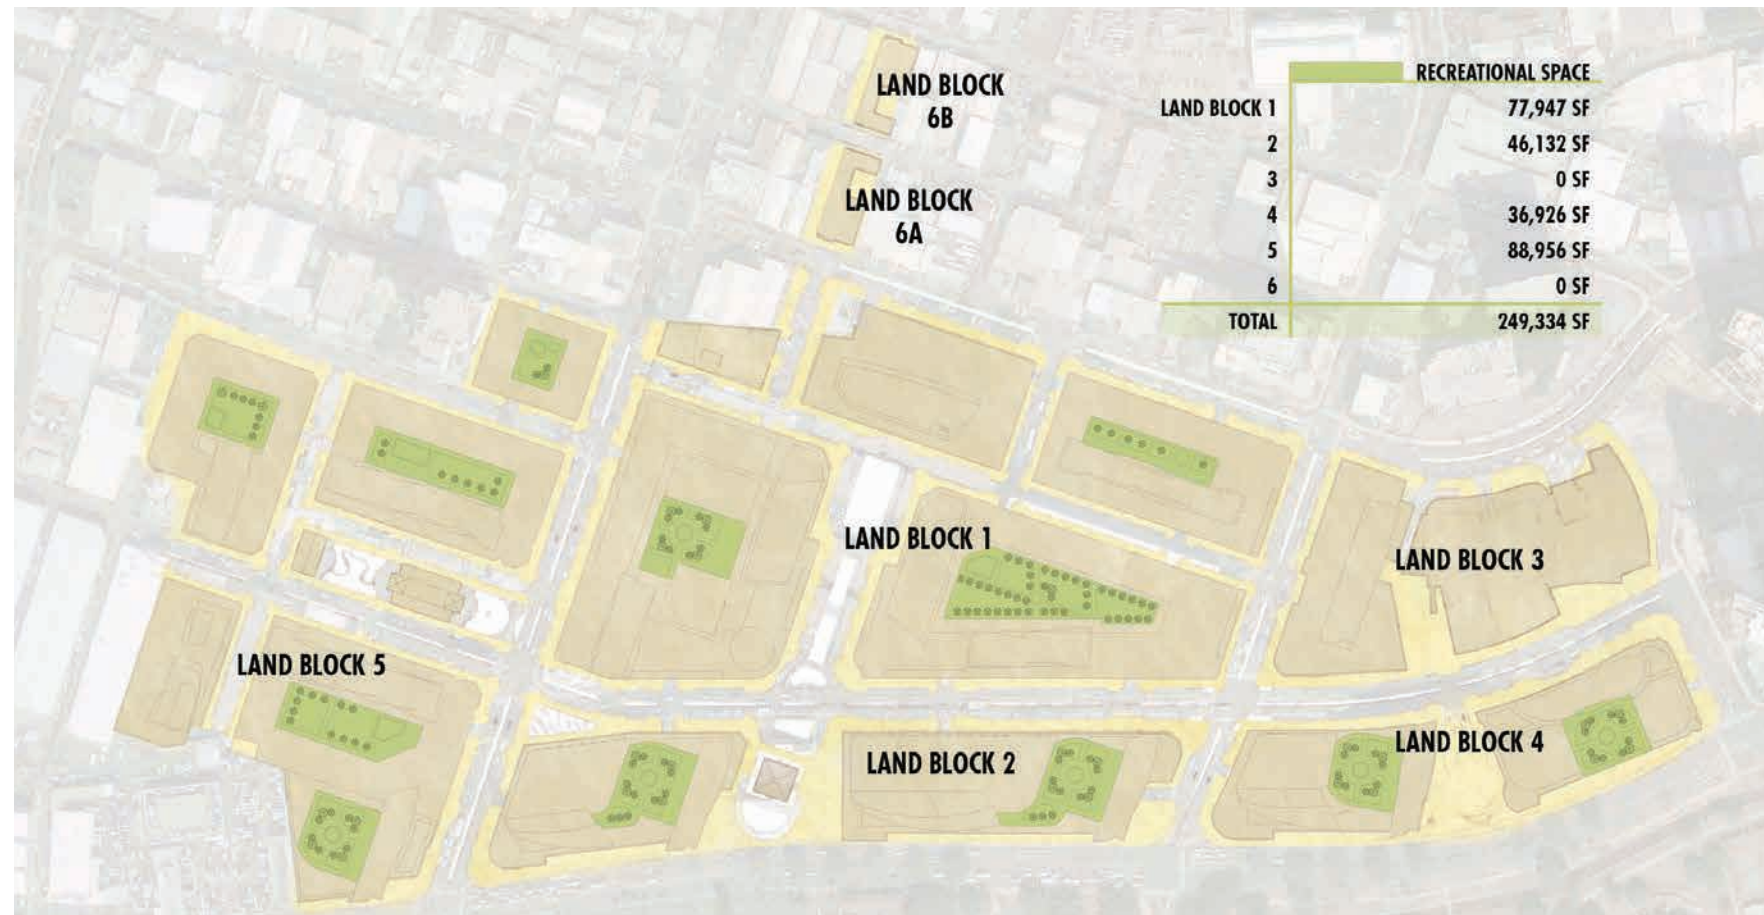 LAND BLOCK
6B
LAND BLOCK
6A
RECREATIONAL SPACE
LAND BLOCK 1 77,947 SF
2 46,132 SF
3 0 SF
4 36,926 SF
5 88,956 SF
6 0 SF
TOTAL 249,334 SF
LAND BLOCK 1
LAND BLOCK 3
LAND BLOCK 5
LAND BLOCK 4
LAND BLOCK 2